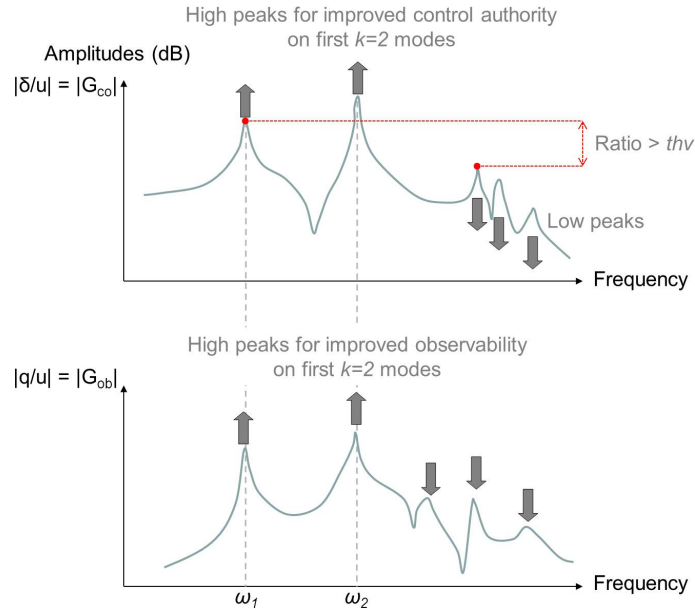 High peaks for improved control authority
on first k=2 modes
Amplitudes (dB)
|δ/u| = |Gco|
Ratio > thv
Low peaks
Frequency
High peaks for improved observability
on first k=2 modes
|q/u| = |Gob|
Frequency
ω1
ω2